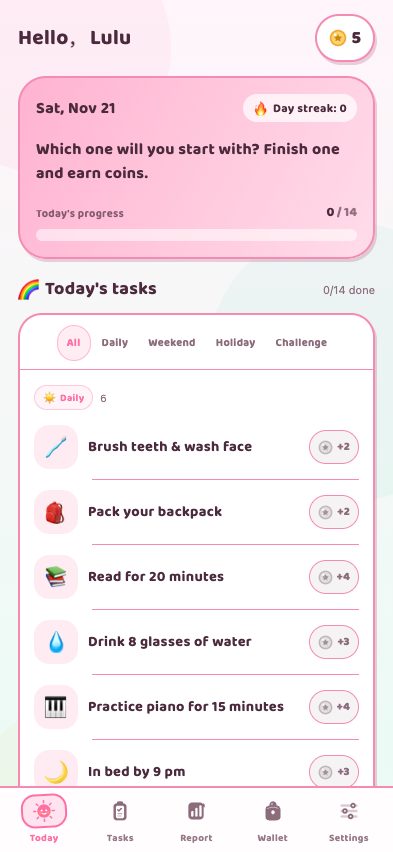 Hello, Lulu
5
Sat, Nov 21
Day streak: 0
Which one will you start with? Finish one
and earn coins.
Today's progress
0 / 14
Today's tasks
0/14 done
All Daily Weekend Holiday Challenge
Daily 6
Brush teeth & wash face +2
Pack your backpack +2
Read for 20 minutes +4
Drink 8 glasses of water +3
Practice piano for 15 minutes +4
In bed by 9 pm +3
Today Tasks Report Wallet Settings